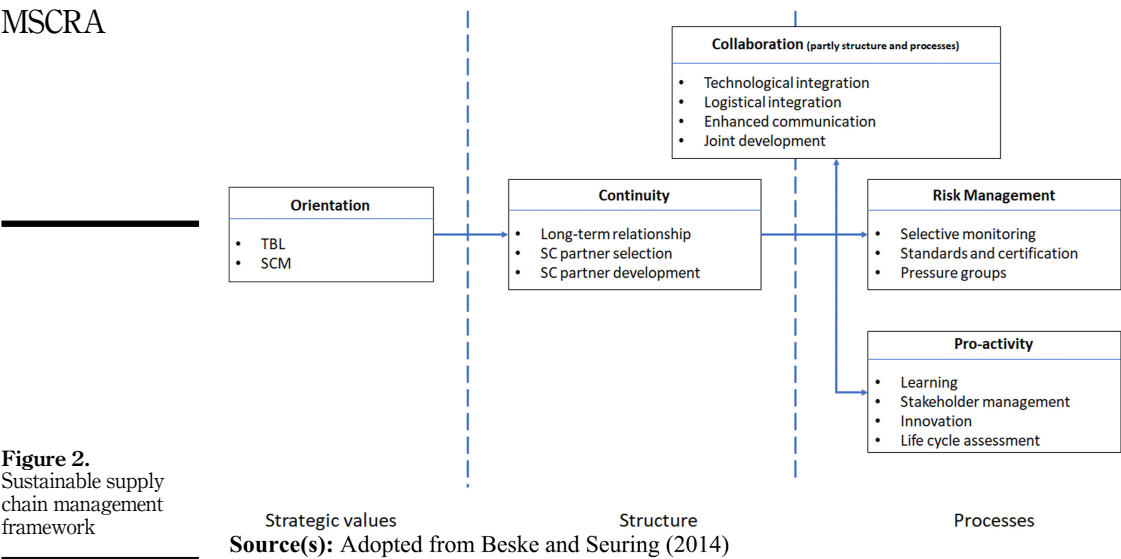 MSCRA
Collaboration (partly structure and processes)
• Technological integration
• Logistical integration
• Enhanced communication
• Joint development
Orientation
• TBL
• SCM
Continuity
• Long-term relationship
• SC partner selection
• SC partner development
Risk Management
• Selective monitoring
• Standards and certification
• Pressure groups
Pro-activity
• Learning
• Stakeholder management
• Innovation
• Life cycle assessment
Figure 2.
Sustainable supply
chain management
framework
Strategic values
Structure
Processes
Source(s): Adopted from Beske and Seuring (2014)